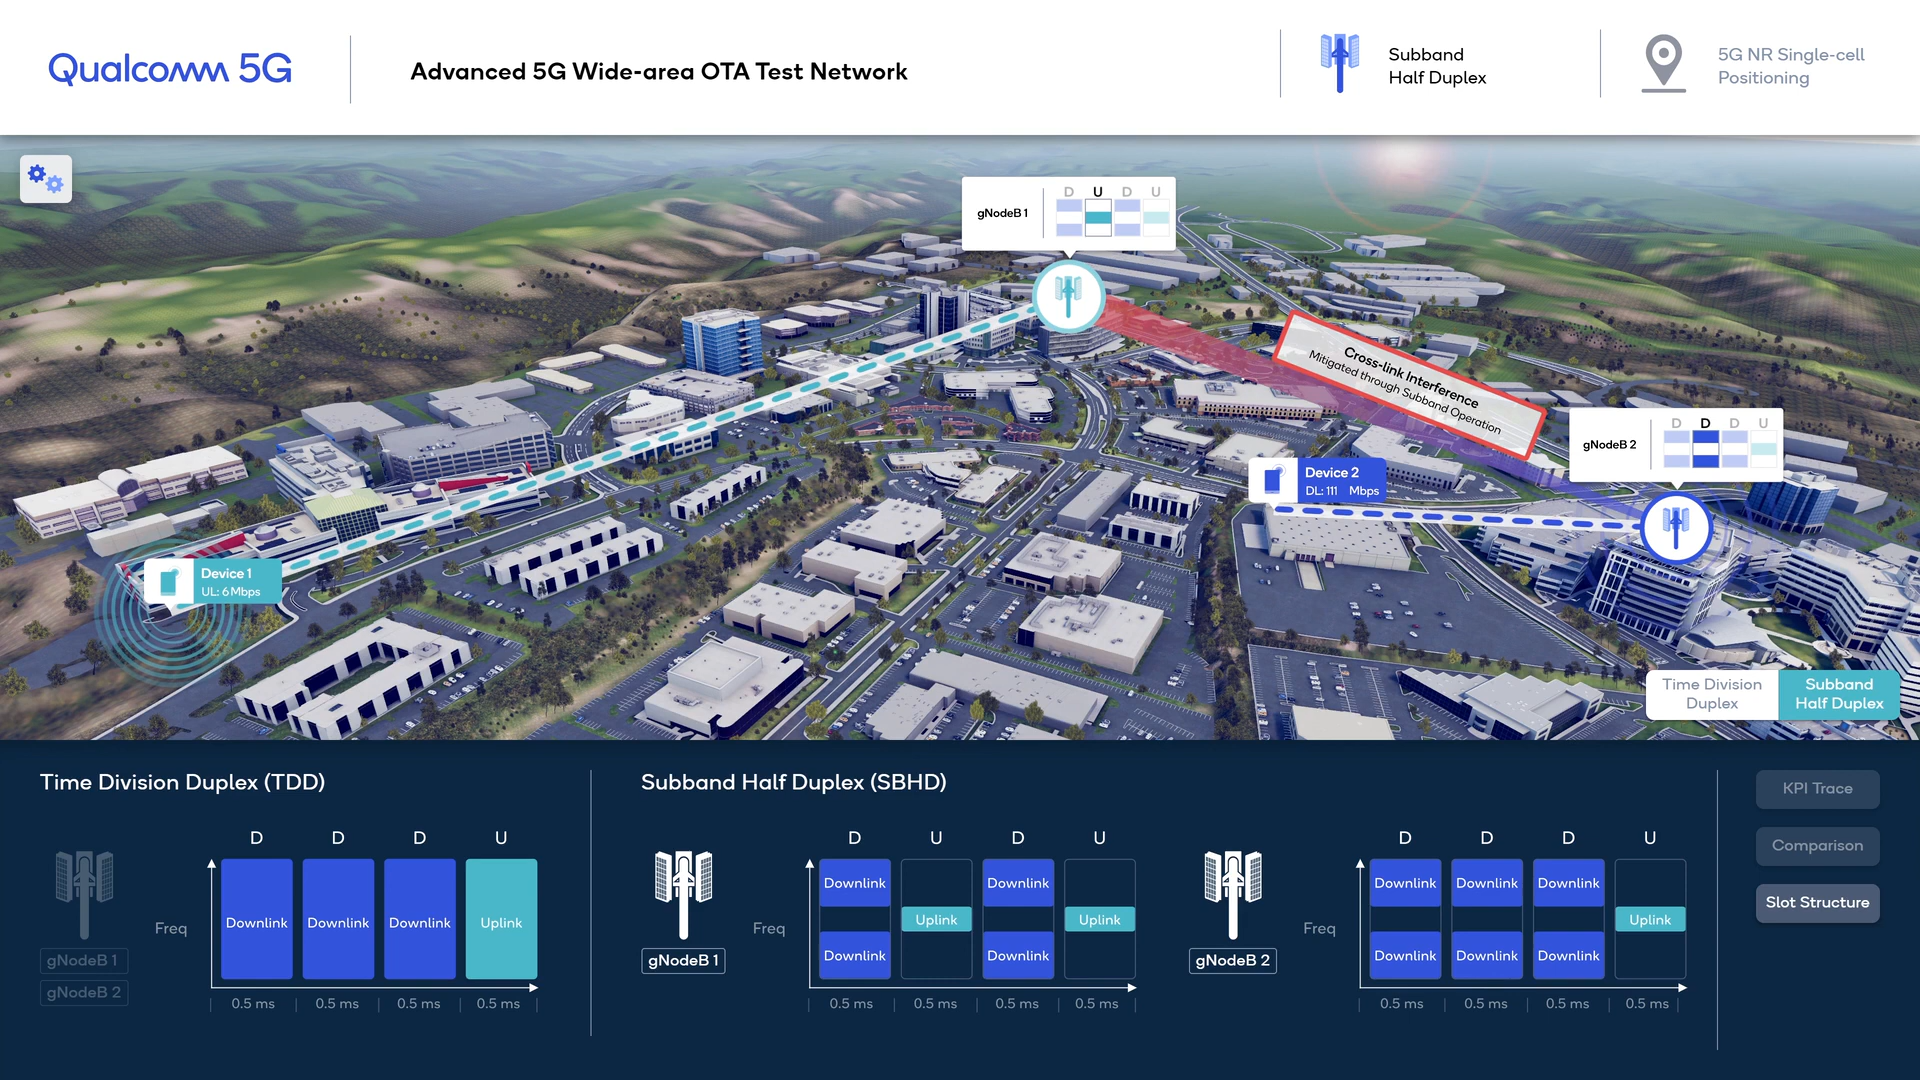 Qualcomm 5G
Advanced 5G Wide-area OTA Test Network
Subband
Half Duplex
5G NR Single-cell
Positioning
gNodeB 1
D U D U
Cross-link Interference
Mitigated through Subband Operation
gNodeB 2
D D D U
Device 2
DL: 111 Mbps
Device 1
UL: 6 Mbps
Time Division
Duplex
Subband
Half Duplex
Time Division Duplex (TDD)
gNodeB 1
gNodeB 2
Freq
D D D U
Downlink Downlink Downlink Uplink
0.5 ms 0.5 ms 0.5 ms 0.5 ms
Subband Half Duplex (SBHD)
gNodeB 1
Freq
D U D U
Downlink Downlink
Uplink Uplink
Downlink Downlink
0.5 ms 0.5 ms 0.5 ms 0.5 ms
gNodeB 2
Freq
D D D U
Downlink Downlink Downlink
Uplink
Downlink Downlink Downlink
0.5 ms 0.5 ms 0.5 ms 0.5 ms
KPI Trace
Comparison
Slot Structure